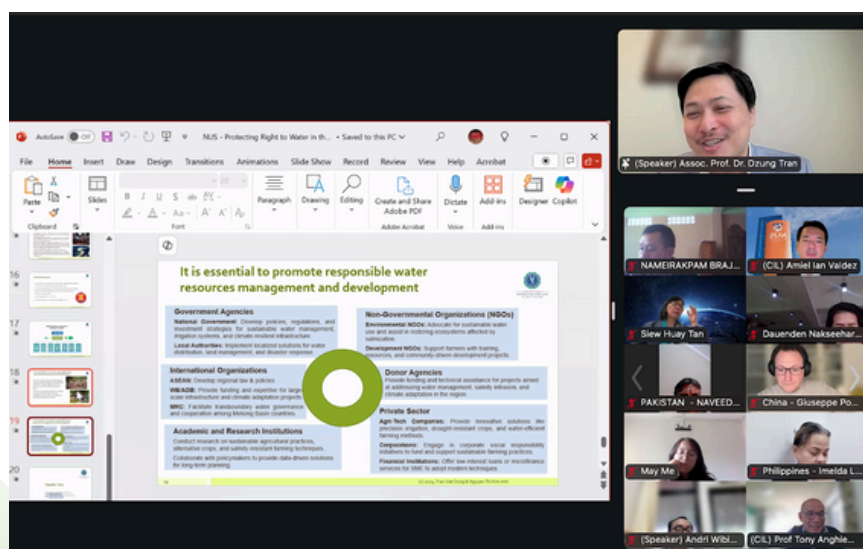 AutoSave Off NUS - Protecting Right to Water in th... • Saved to this PC
File Home Insert Draw Design Transitions Animations Slide Show Record Review View Help Acrobat
Paste
Slides
Paragraph
Drawing
Editing
Create and Share
Adobe PDF
Dictate
Add-ins
Designer
Copilot
Clipboard
Font
Adobe Acrobat
Voice
Add-ins
16
17
18
19
20
It is essential to promote responsible water
resources management and development
Government Agencies
National Government: Develop policies, regulations, and
investment strategies for sustainable water management,
irrigation systems, and climate-resilient infrastructure.
Local Authorities: Implement localized solutions for water
distribution, land management, and disaster response.
International Organizations
ASEAN: Develop regional law & policies
WB/ADB: Provide funding and expertise for large
scale infrastructure and climate adaptation projects
MRC: Facilitate transboundary water governance
and cooperation among Mekong Basin countries.
Academic and Research Institutions
Conduct research on sustainable agricultural practices,
alternative crops, and salinity-resistant farming techniques.
Collaborate with policymakers to provide data-driven solutions
for long-term planning.
Non-Governmental Organizations (NGOs)
Environmental NGOs: Advocate for sustainable water
use and assist in restoring ecosystems affected by
salinization.
Development NGOs: Support farmers with training,
resources, and community-driven development projects.
Donor Agencies
Provide funding and technical assistance for projects aimed
at addressing water management, salinity intrusion, and
climate adaptation in the region.
Private Sector
Agri-Tech Companies: Provide innovative solutions like
precision irrigation, drought-resistant crops, and water-efficient
farming methods.
Corporations: Engage in corporate social responsibility
initiatives to fund and support sustainable farming practices.
Financial Institutions: Offer low-interest loans or microfinance
services for SME to adopt modern techniques.
(Speaker) Assoc. Prof. Dr. Dzung Tran
NAMEIRAKPAM BRAJ...
(CIL) Amiel Ian Valdez
NUS
Siew Huay Tan
Dauenden Nakseehar...
PAKISTAN - NAVEED...
China - Giuseppe Po...
May Me
Philippines - Imelda L...
(Speaker) Andri Wibi...
(CIL) Prof Tony Anghie...